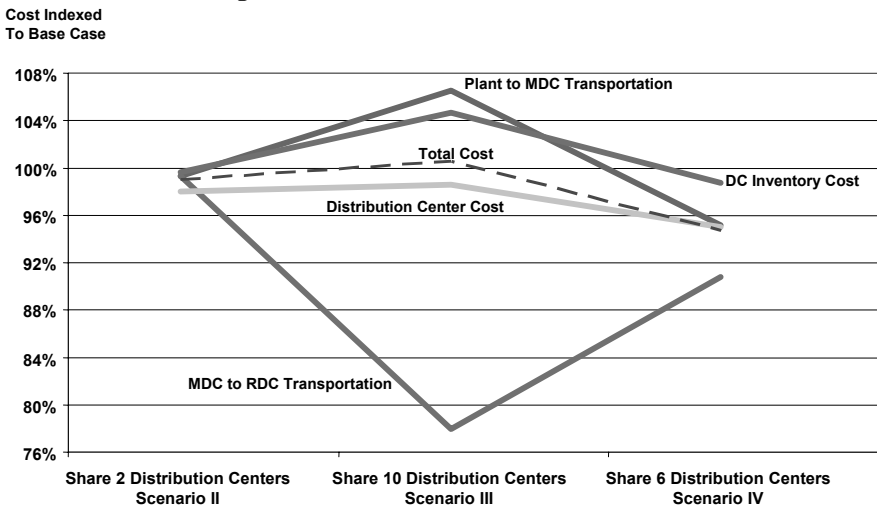 Cost Indexed
To Base Case
108%
Plant to MDC Transportation
104%
Total Cost
100%
DC Inventory Cost
Distribution Center Cost
96%
92%
88%
84%
MDC to RDC Transportation
80%
76%
Share 2 Distribution Centers
Scenario II
Share 10 Distribution Centers
Scenario III
Share 6 Distribution Centers
Scenario IV